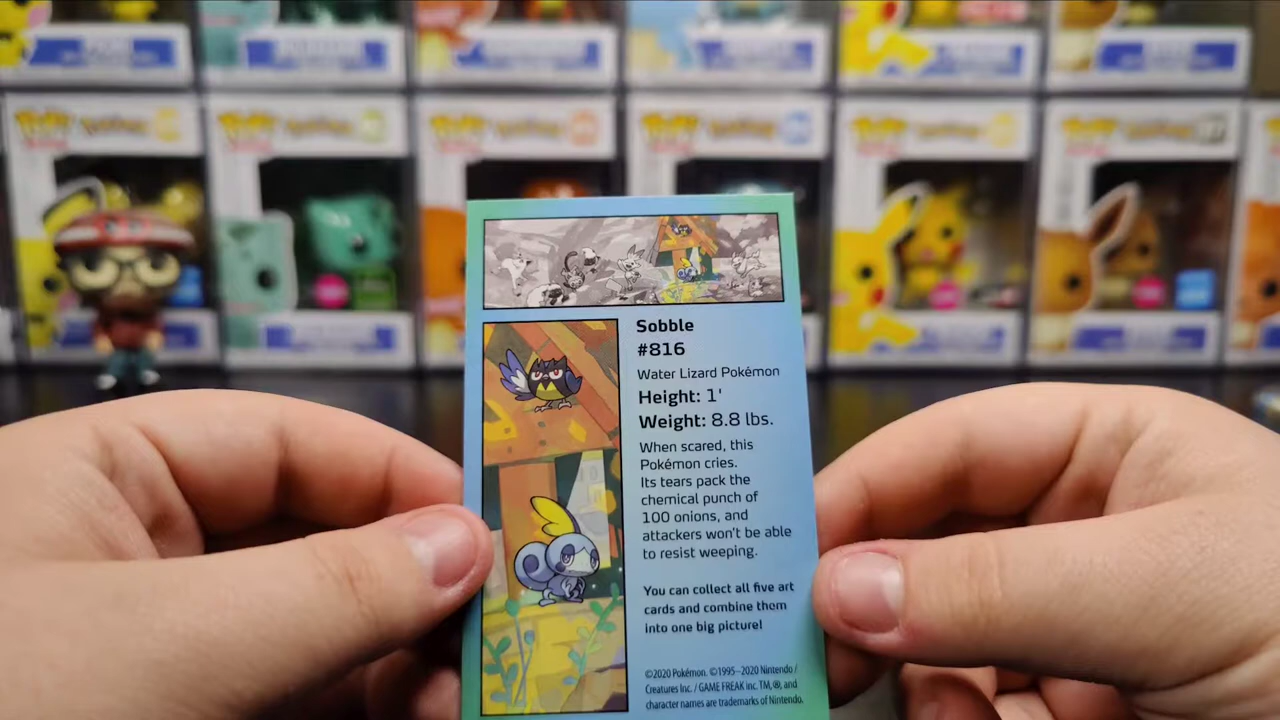 Sobble
#816
Water Lizard Pokémon
Height: 1'
Weight: 8.8 lbs.
When scared, this
Pokémon cries.
Its tears pack the
chemical punch of
100 onions, and
attackers won't be able
to resist weeping.
You can collect all five art
cards and combine them
into one big picture!
©2020 Pokémon. ©1995–2020 Nintendo /
Creatures Inc. / GAME FREAK inc. TM, ®, and
character names are trademarks of Nintendo.